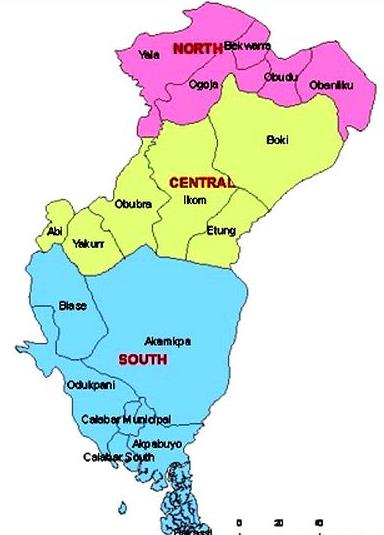 Yala
NORTH
Bekwarra
Ogoja
Obudu
Obanliku
Boki
CENTRAL
Ikom
Obubra
Abi
Yakurr
Etung
Biase
Akamkpa
SOUTH
Odukpani
Calabar Municipal
Akpabuyo
Calabar South
0 20 40